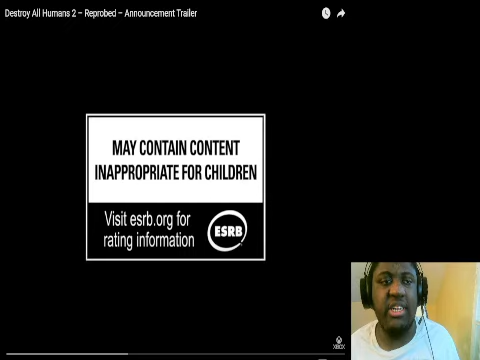 Destroy All Humans 2 – Reprobed – Announcement Trailer
MAY CONTAIN CONTENT
INAPPROPRIATE FOR CHILDREN
Visit esrb.org for
rating information
ESRB
XBOX